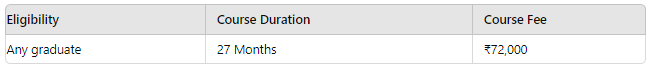 Eligibility Course Duration Course Fee
Any graduate 27 Months ₹72,000